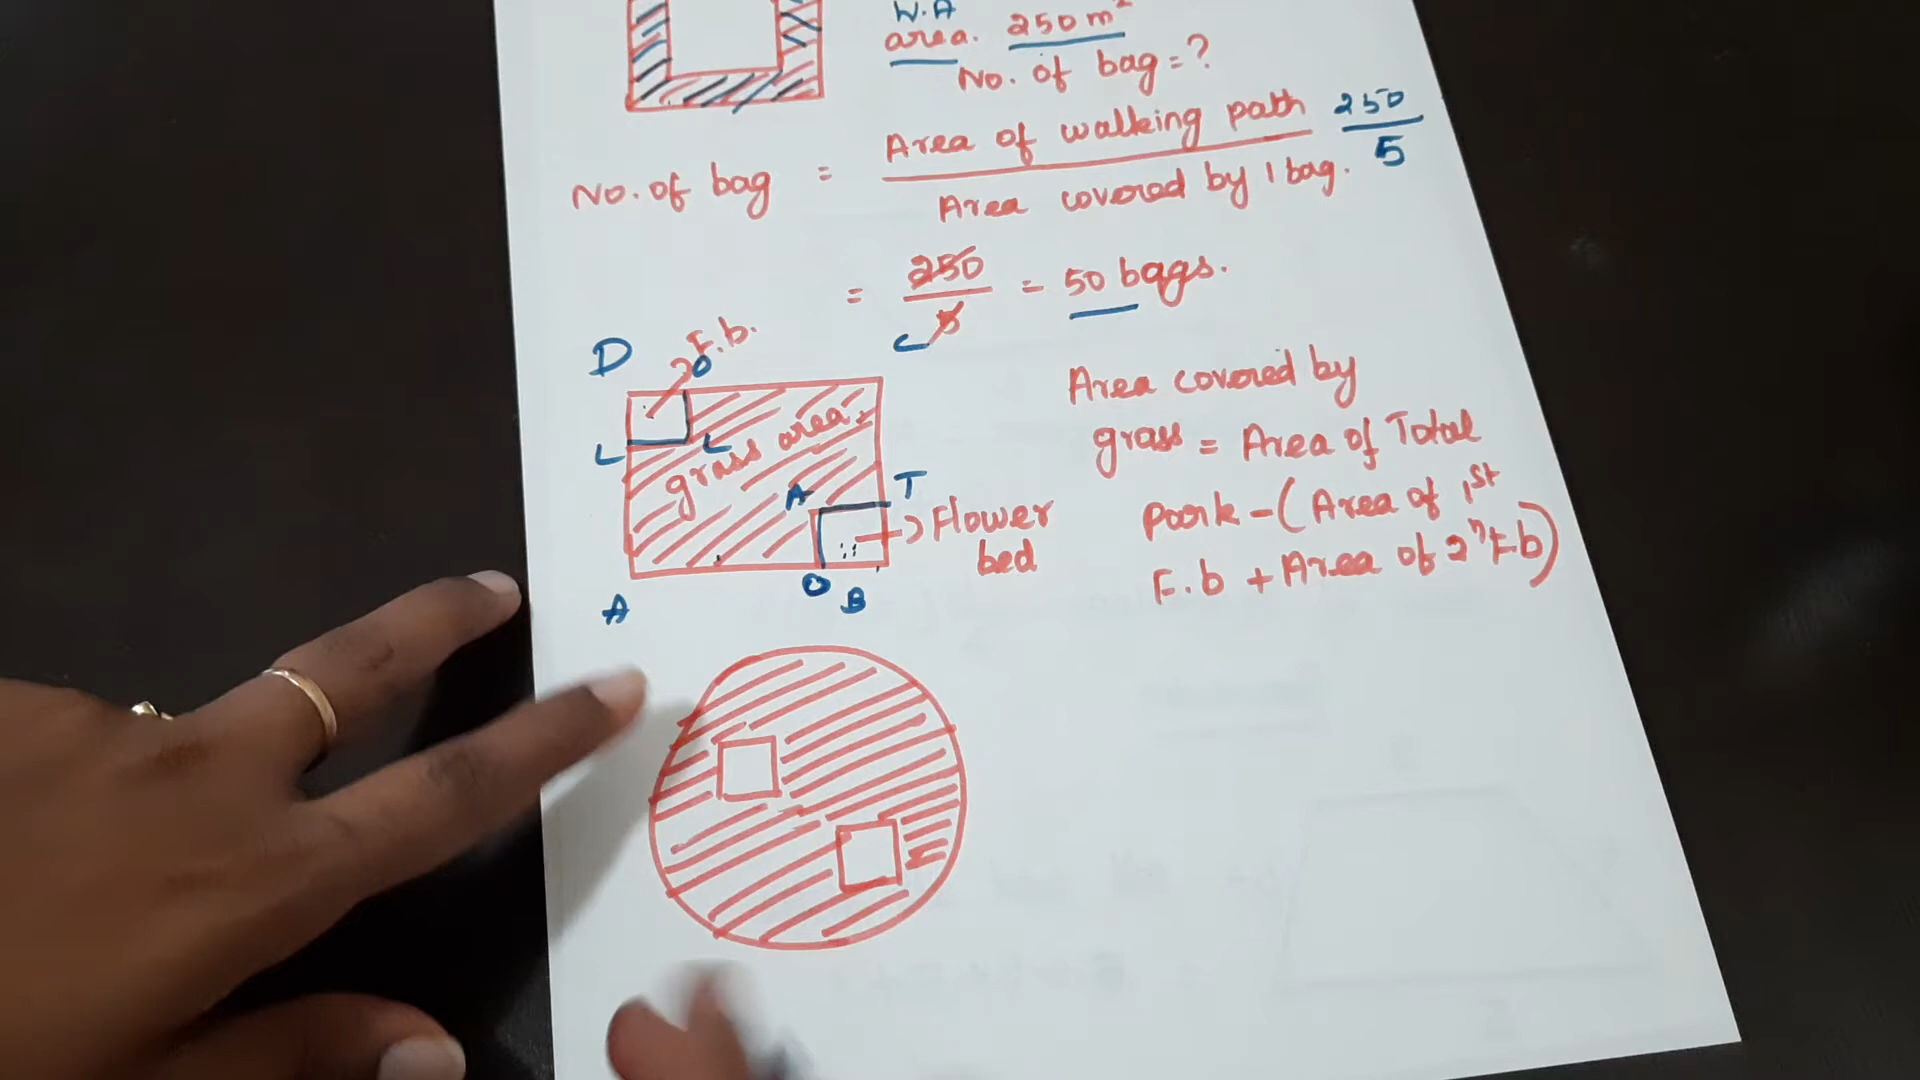 W.A
area. 250 m²
No. of bag = ?
No. of bag = Area of walking path / Area covered by 1 bag. 250 / 5
= 250 / 5 = 50 bags.
D F.b. C
O
L L
grass area
A T
Flower
bed
O
A B
Area covered by
grass = Area of Total
park - (Area of 1st
F.b + Area of 2ⁿ F.b)